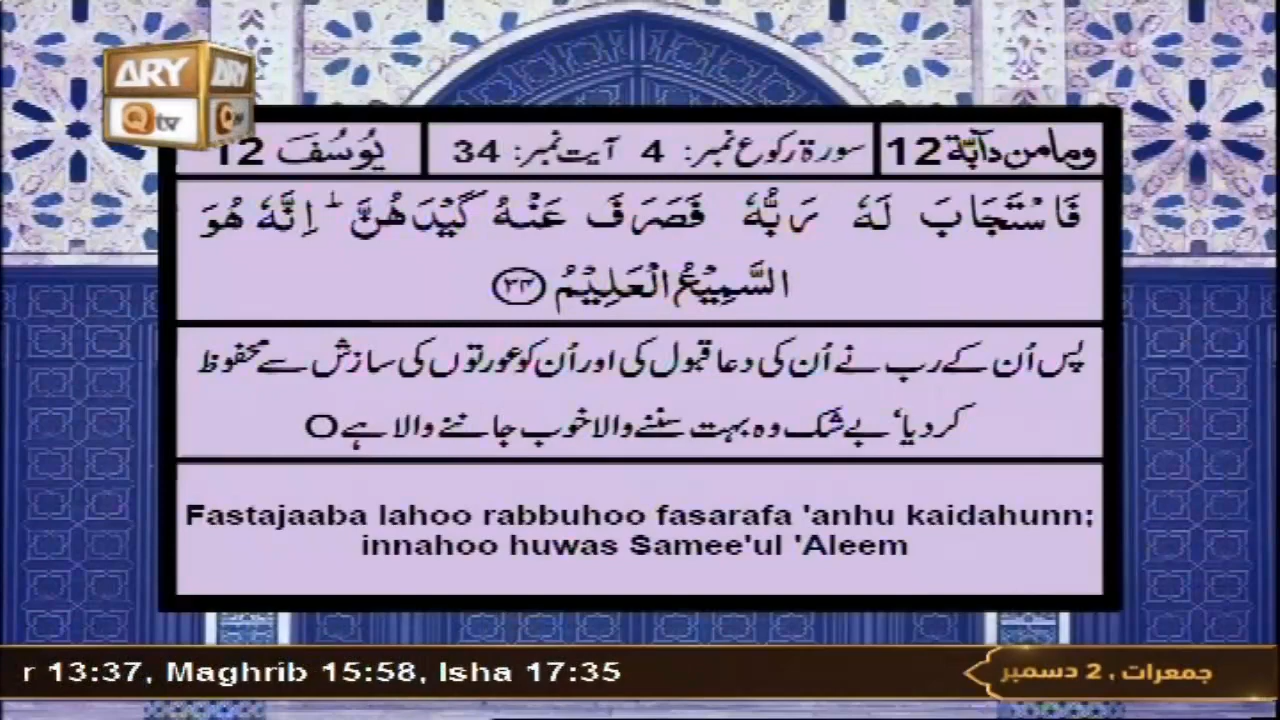 ARY ARY
Qtv Q
يُوسُفَ 12
سورۃ رکوع نمبر: 4 آیت نمبر: 34
وما من دآبّة 12
فَاسْتَجَابَ لَهٗ رَبُّهٗ فَصَرَفَ عَنْهُ كَيْدَهُنَّ ؕ اِنَّهٗ هُوَ
السَّمِيْعُ الْعَلِيْمُ ﴿۳۴﴾
پس اُن کے رب نے اُن کی دعا قبول کی اور اُن کو عورتوں کی سازش سے محفوظ
کر دیا‘ بے شک وہ بہت سننے والا خوب جاننے والا ہے O
Fastajaaba lahoo rabbuhoo fasarafa 'anhu kaidahunn;
innahoo huwas Samee'ul 'Aleem
r 13:37, Maghrib 15:58, Isha 17:35
جمعرات ، 2 دسمبر